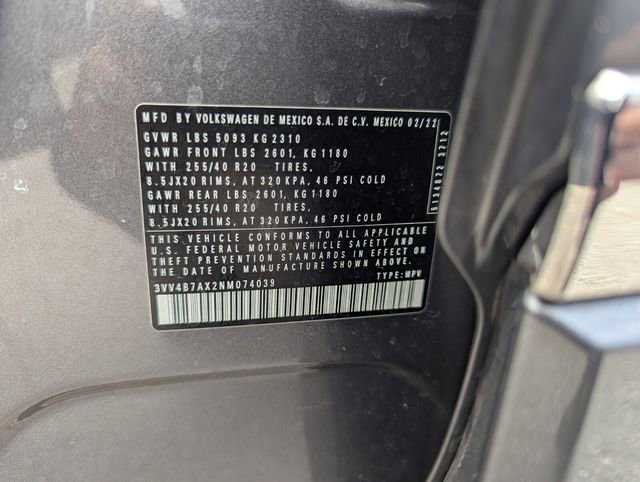 MFD BY VOLKSWAGEN DE MEXICO S.A. DE C.V. MEXICO 02/22
GVWR LBS 5093 KG 2310
GAWR FRONT LBS 2601, KG 1180
WITH 255/40 R20 TIRES,
8.5JX20 RIMS, AT 320 KPA, 46 PSI COLD
GAWR REAR LBS 2601, KG 1180
WITH 255/40 R20 TIRES,
8.5JX20 RIMS, AT 320 KPA, 46 PSI COLD
THIS VEHICLE CONFORMS TO ALL APPLICABLE
U.S. FEDERAL MOTOR VEHICLE SAFETY AND
THEFT PREVENTION STANDARDS IN EFFECT ON
THE DATE OF MANUFACTURE SHOWN ABOVE.
3VV4B7AX2NM074039 TYPE: MPV
5134872 3712